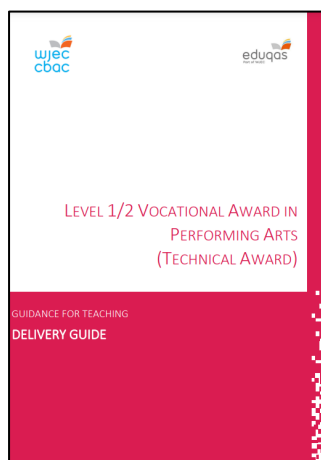 wjec
cbac
eduqas
LEVEL 1/2 VOCATIONAL AWARD IN
PERFORMING ARTS
(TECHNICAL AWARD)
GUIDANCE FOR TEACHING
DELIVERY GUIDE